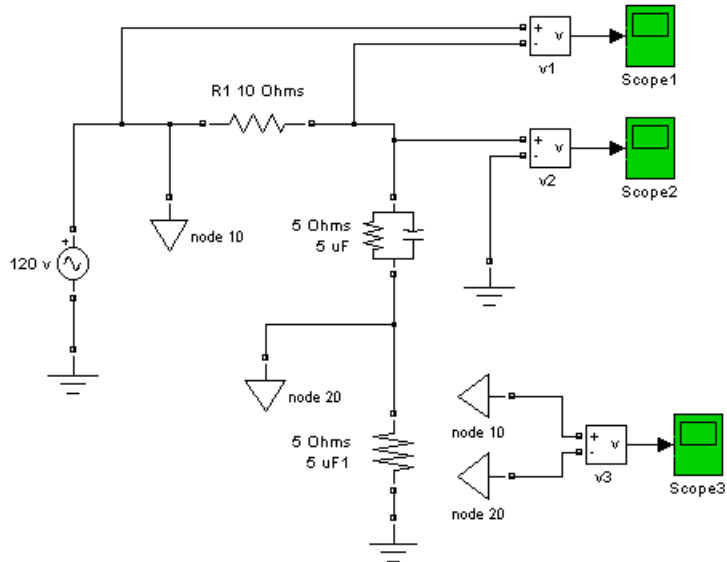 +
-
v
v1
Scope1
R1 10 Ohms
+
-
v
v2
Scope2
node 10
5 Ohms
5 uF
+
120 v
node 20
5 Ohms
5 uF1
node 10
+
-
v
v3
Scope3
node 20